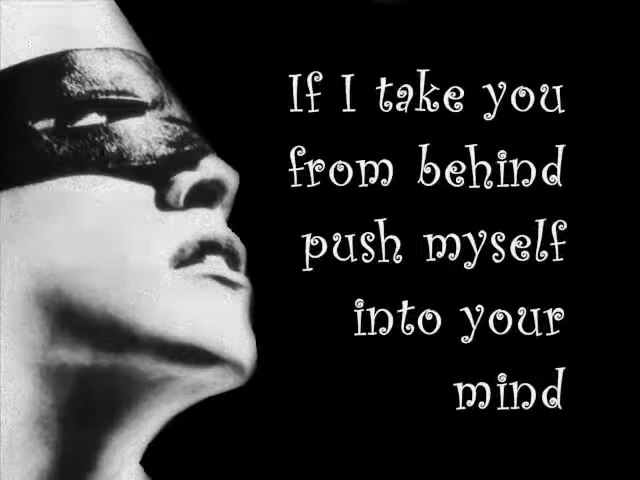 If I take you
from behind
push myself
into your
mind